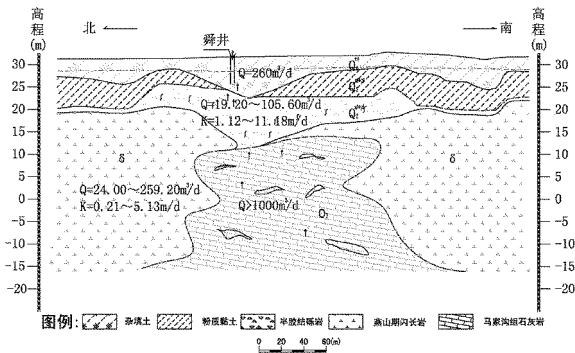 高程(m)
北
舜井
南
高程(m)
30
25
20
15
10
5
0
-5
-10
-15
-20
30
25
20
15
10
5
0
-5
-10
-15
-20
Q=260m³/d
Q=19.20~105.60m³/d
K=1.12~11.48m/d
δ
δ
Q=24.00~259.20m³/d
K=0.21~5.13m/d
Q>1000m³/d
O₂
图例:
杂填土
粉质黏土
半胶结砾岩
燕山期闪长岩
马家沟组石灰岩
0 20 40 60(m)